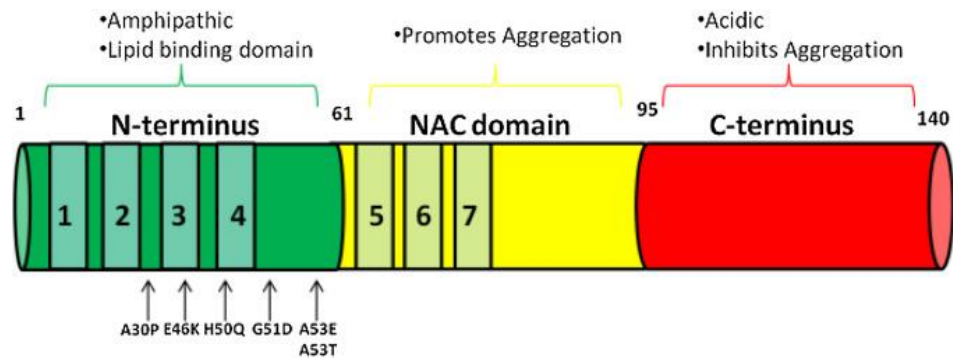 •Amphipathic
•Lipid binding domain
•Promotes Aggregation
•Acidic
•Inhibits Aggregation
1
N-terminus
61
NAC domain
95
C-terminus
140
1 2 3 4 5 6 7
A30P E46K H50Q G51D A53E
A53T